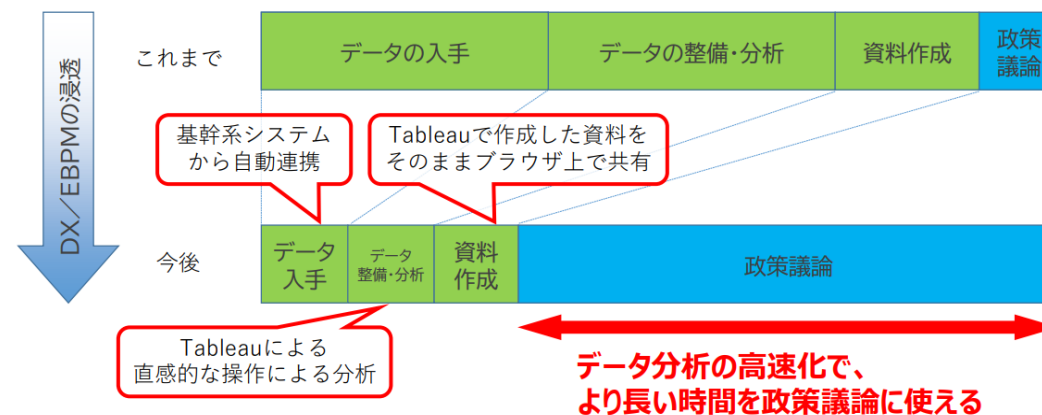 DX／EBPMの浸透
これまで
データの入手
データの整備・分析
資料作成
政策
議論
基幹系システム
から自動連携
Tableauで作成した資料を
そのままブラウザ上で共有
今後
データ
入手
データ
整備・分析
資料
作成
政策議論
Tableauによる
直感的な操作による分析
データ分析の高速化で、
より長い時間を政策議論に使える